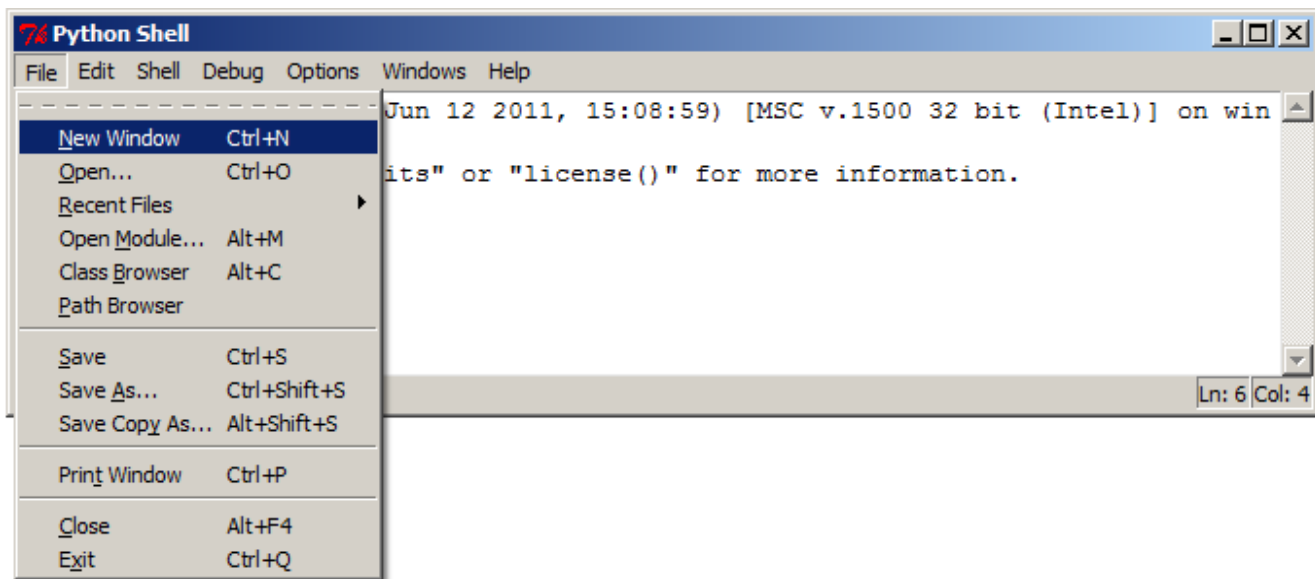 Python Shell
File Edit Shell Debug Options Windows Help
Jun 12 2011, 15:08:59) [MSC v.1500 32 bit (Intel)] on win
New Window Ctrl+N
Open... Ctrl+O
its" or "license()" for more information.
Recent Files
Open Module... Alt+M
Class Browser Alt+C
Path Browser
Save Ctrl+S
Save As... Ctrl+Shift+S
Ln: 6 Col: 4
Save Copy As... Alt+Shift+S
Print Window Ctrl+P
Close Alt+F4
Exit Ctrl+Q